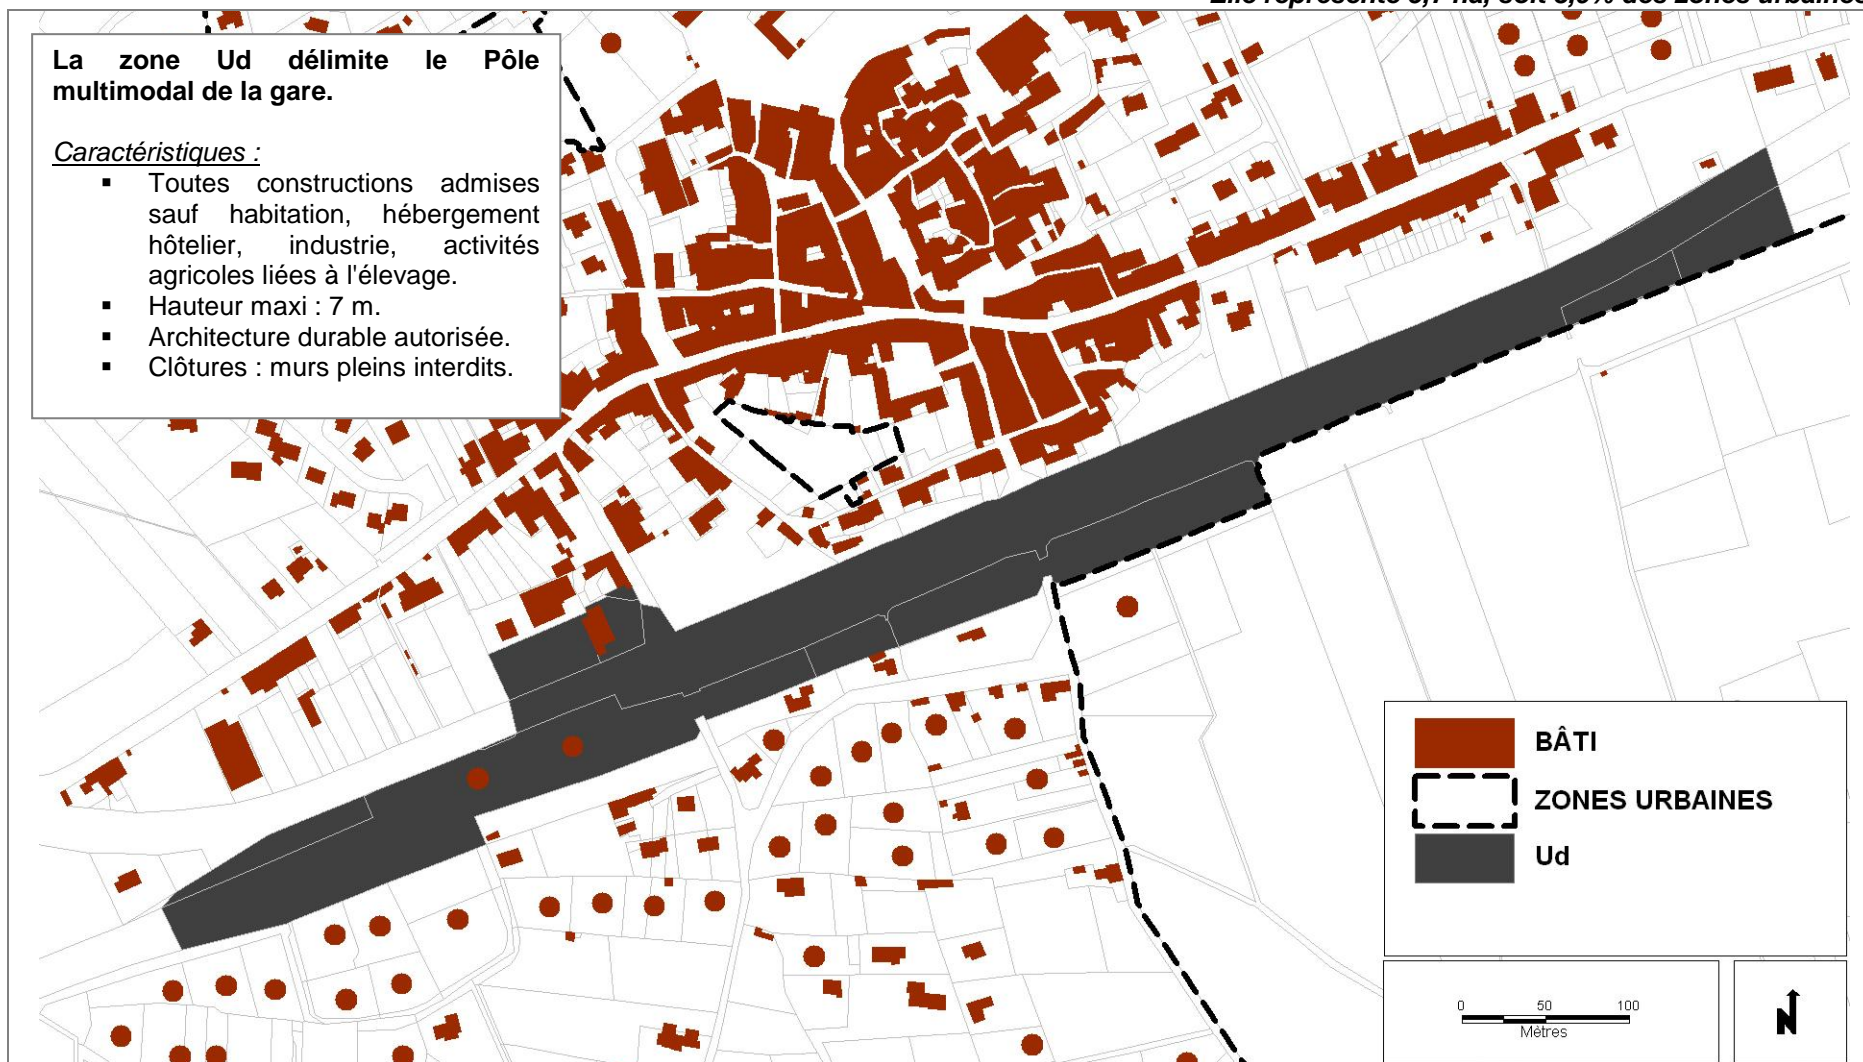 La zone Ud délimite le Pôle
multimodal de la gare.
Caractéristiques :
▪ Toutes constructions admises
sauf habitation, hébergement
hôtelier, industrie, activités
agricoles liées à l'élevage.
▪ Hauteur maxi : 7 m.
▪ Architecture durable autorisée.
▪ Clôtures : murs pleins interdits.
BÂTI
ZONES URBAINES
Ud
0 50 100
Mètres
N